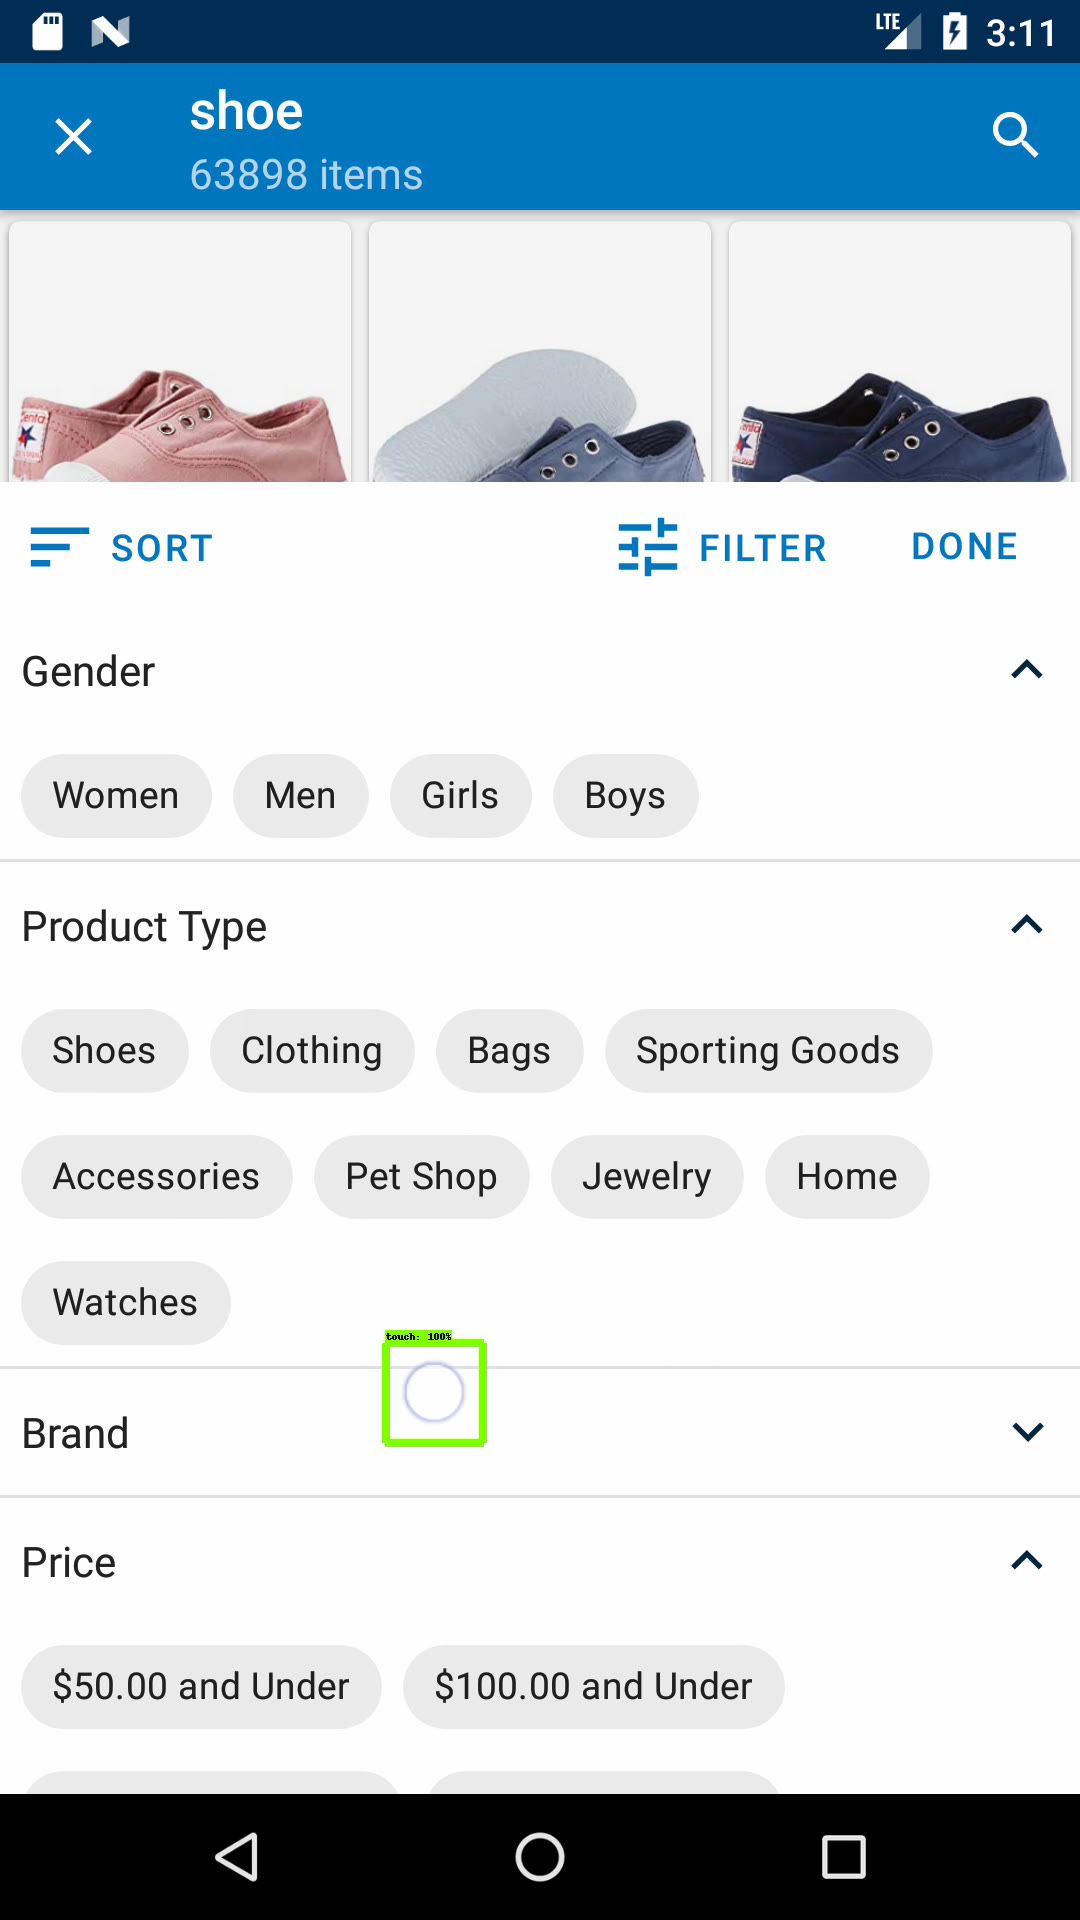 LTE 3:11
shoe
63898 items
SORT FILTER DONE
Gender
Women Men Girls Boys
Product Type
Shoes Clothing Bags Sporting Goods
Accessories Pet Shop Jewelry Home
Watches
touch: 100%
Brand
Price
$50.00 and Under $100.00 and Under